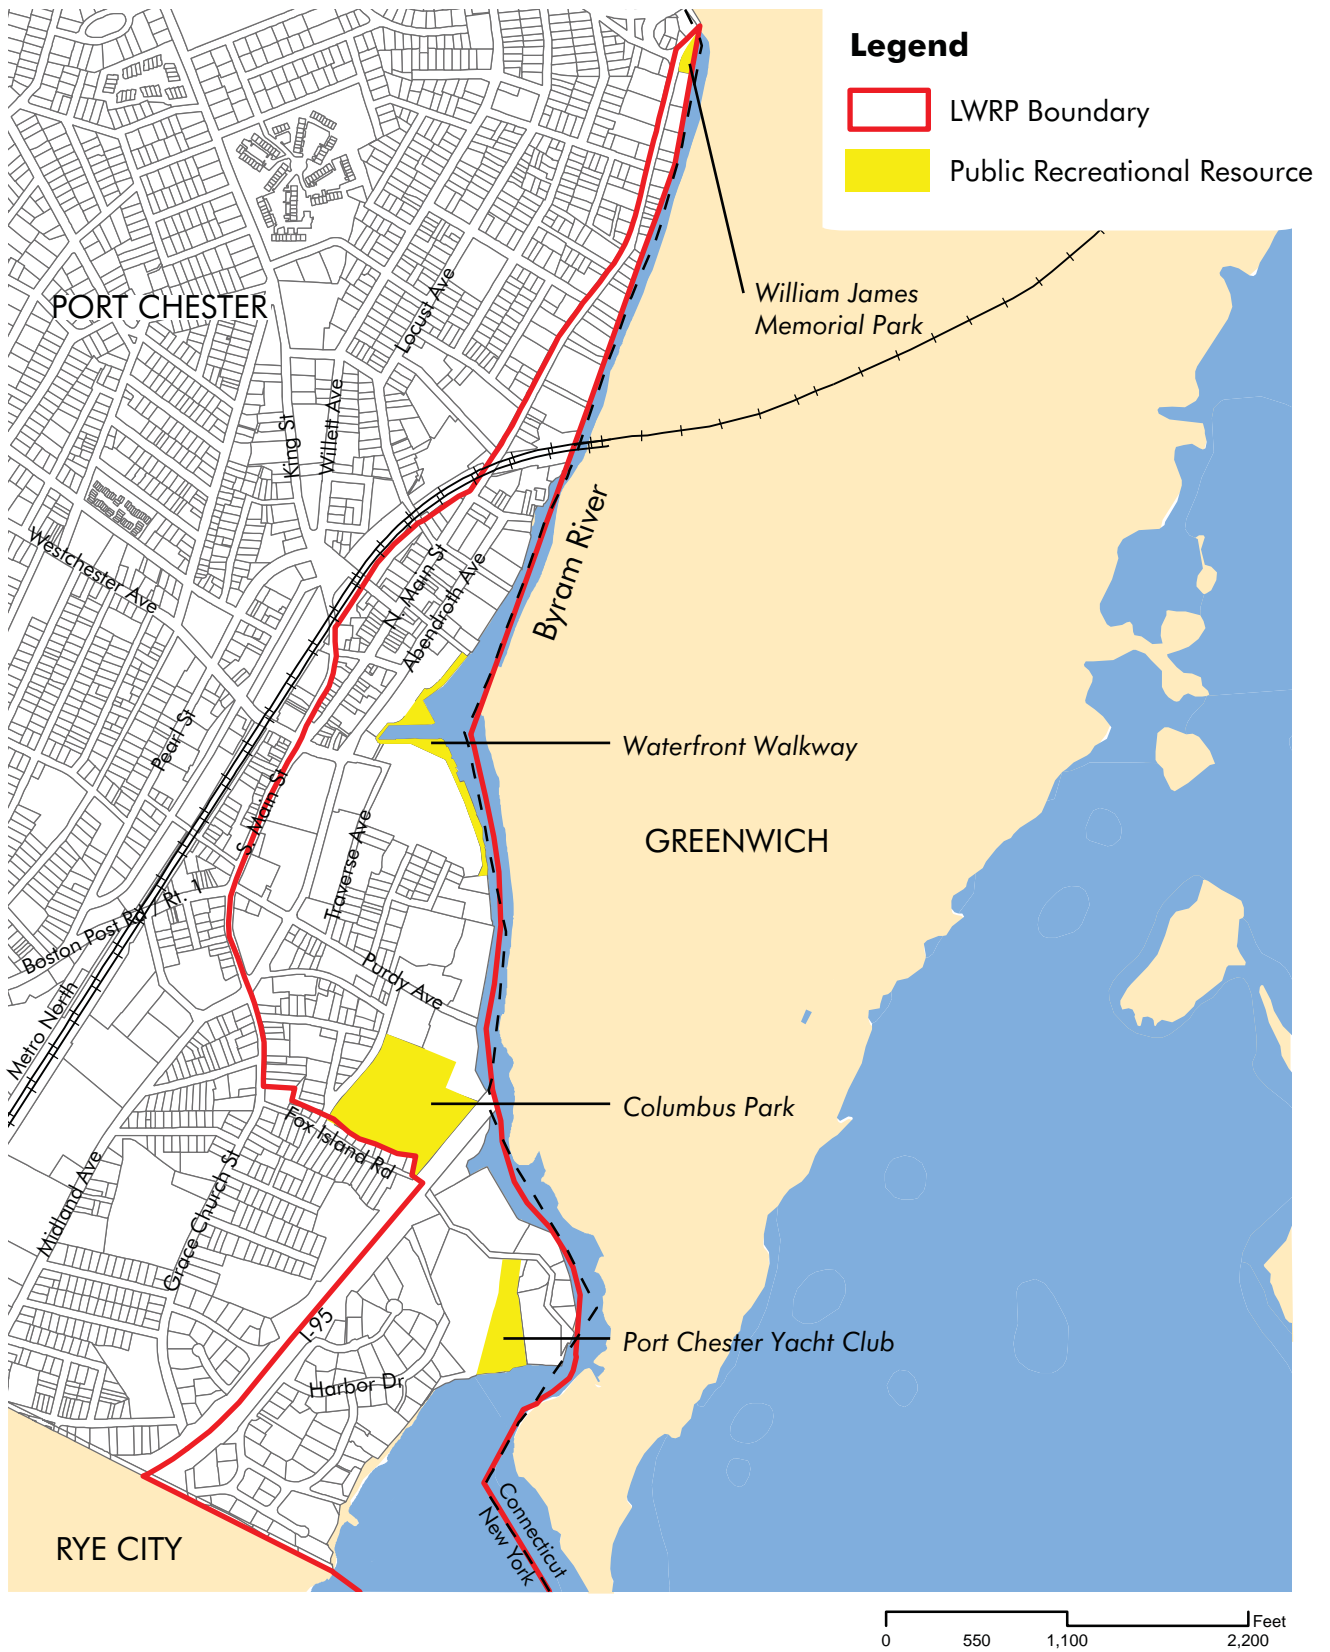 Legend
LWRP Boundary
Public Recreational Resource
William James
Memorial Park
PORT CHESTER
Locust Ave
King St
Willett Ave
Westchester Ave
N. Main St
Abendroth Ave
Byram River
Pearl St
Waterfront Walkway
S. Main St
GREENWICH
Traverse Ave
Boston Post Rd / Rt. 1
Purdy Ave
Metro North
Columbus Park
Fox Island Rd
Midland Ave
Grace Church St
I-95
Port Chester Yacht Club
Harbor Dr
Connecticut
New York
RYE CITY
Feet
0 550 1,100 2,200